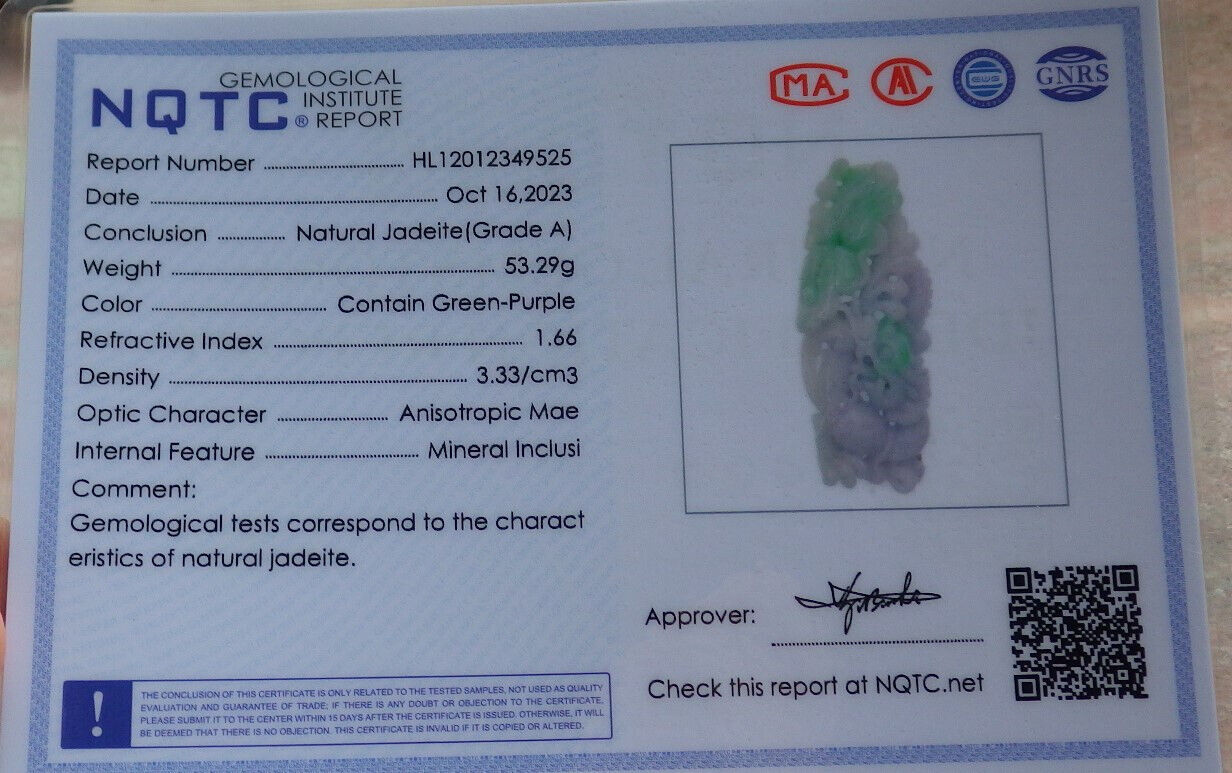 GEMOLOGICAL
NQTC® INSTITUTE
REPORT
MA
GNRS
Report Number ........ HL12012349525
Date ........ Oct 16,2023
Conclusion ........ Natural Jadeite(Grade A)
Weight ........ 53.29g
Color ........ Contain Green-Purple
Refractive Index ........ 1.66
Density ........ 3.33/cm3
Optic Character ........ Anisotropic Mae
Internal Feature ........ Mineral Inclusi
Comment:
Gemological tests correspond to the charact
eristics of natural jadeite.
Approver:
Check this report at NQTC.net
! THE CONCLUSION OF THIS CERTIFICATE IS ONLY RELATED TO THE TESTED SAMPLES, NOT USED AS QUALITY
EVALUATION AND GUARANTEE OF TRADE; IF THERE IS ANY DOUBT OR OBJECTION TO THE CERTIFICATE,
PLEASE SUBMIT IT TO THE CENTER WITHIN 15 DAYS AFTER THE CERTIFICATE IS ISSUED. OTHERWISE, IT WILL
BE DEEMED THAT THERE IS NO OBJECTION. THIS CERTIFICATE IS INVALID IF IT IS COPIED OR ALTERED.